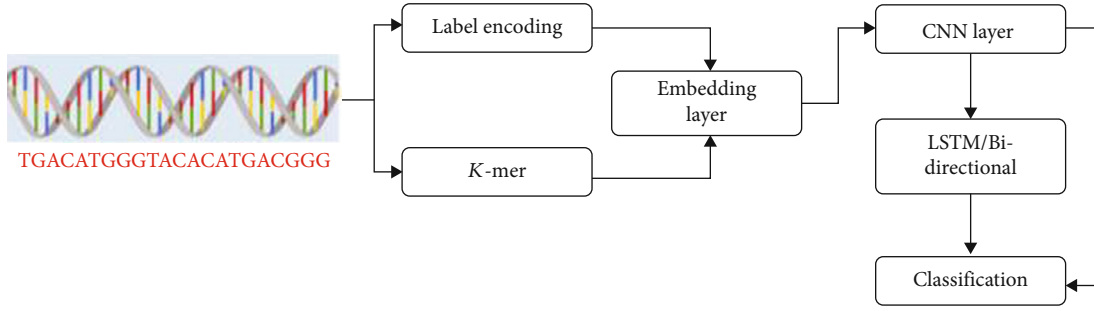 Label encoding
TGACATGGGTACACATGACGGG
K-mer
Embedding
layer
CNN layer
LSTM/Bi-
directional
Classification